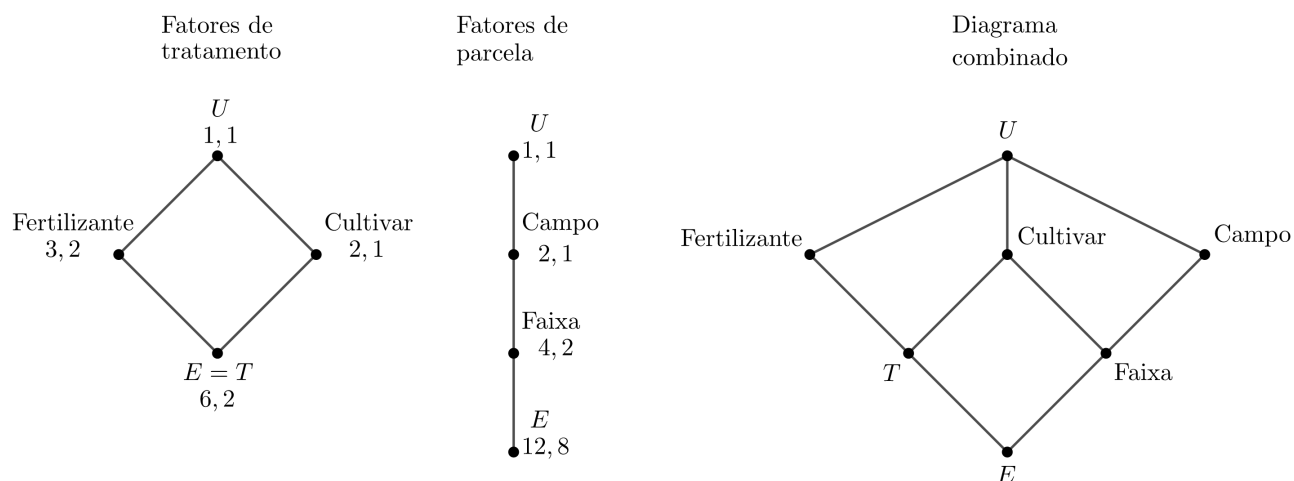 Fatores de
tratamento
U
1, 1
Fertilizante
3, 2
Cultivar
2, 1
E = T
6, 2
Fatores de
parcela
U
1, 1
Campo
2, 1
Faixa
4, 2
E
12, 8
Diagrama
combinado
U
Fertilizante
Cultivar
Campo
T
Faixa
E